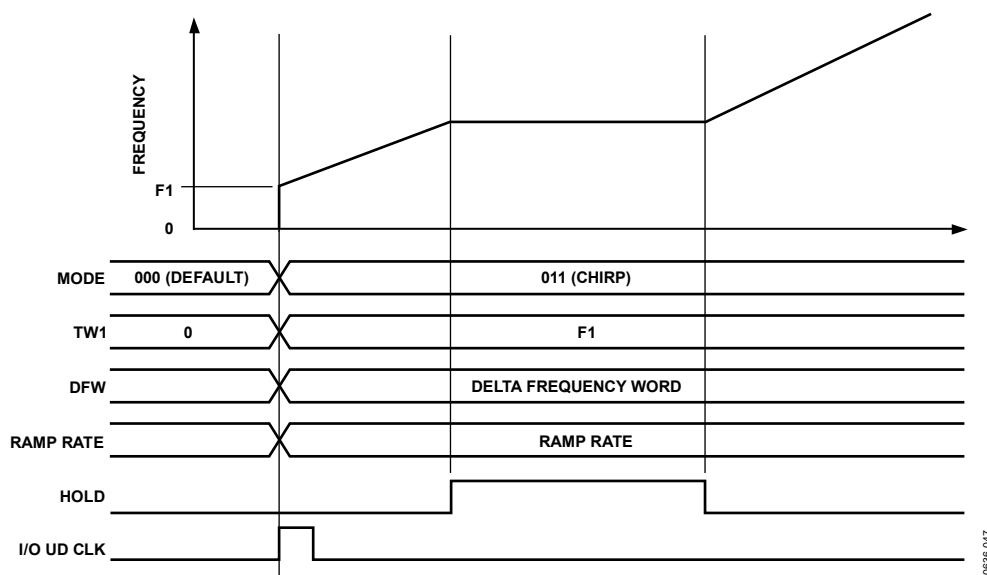 FREQUENCY
F1
0
MODE 000 (DEFAULT) 011 (CHIRP)
TW1 0 F1
DFW DELTA FREQUENCY WORD
RAMP RATE RAMP RATE
HOLD
I/O UD CLK